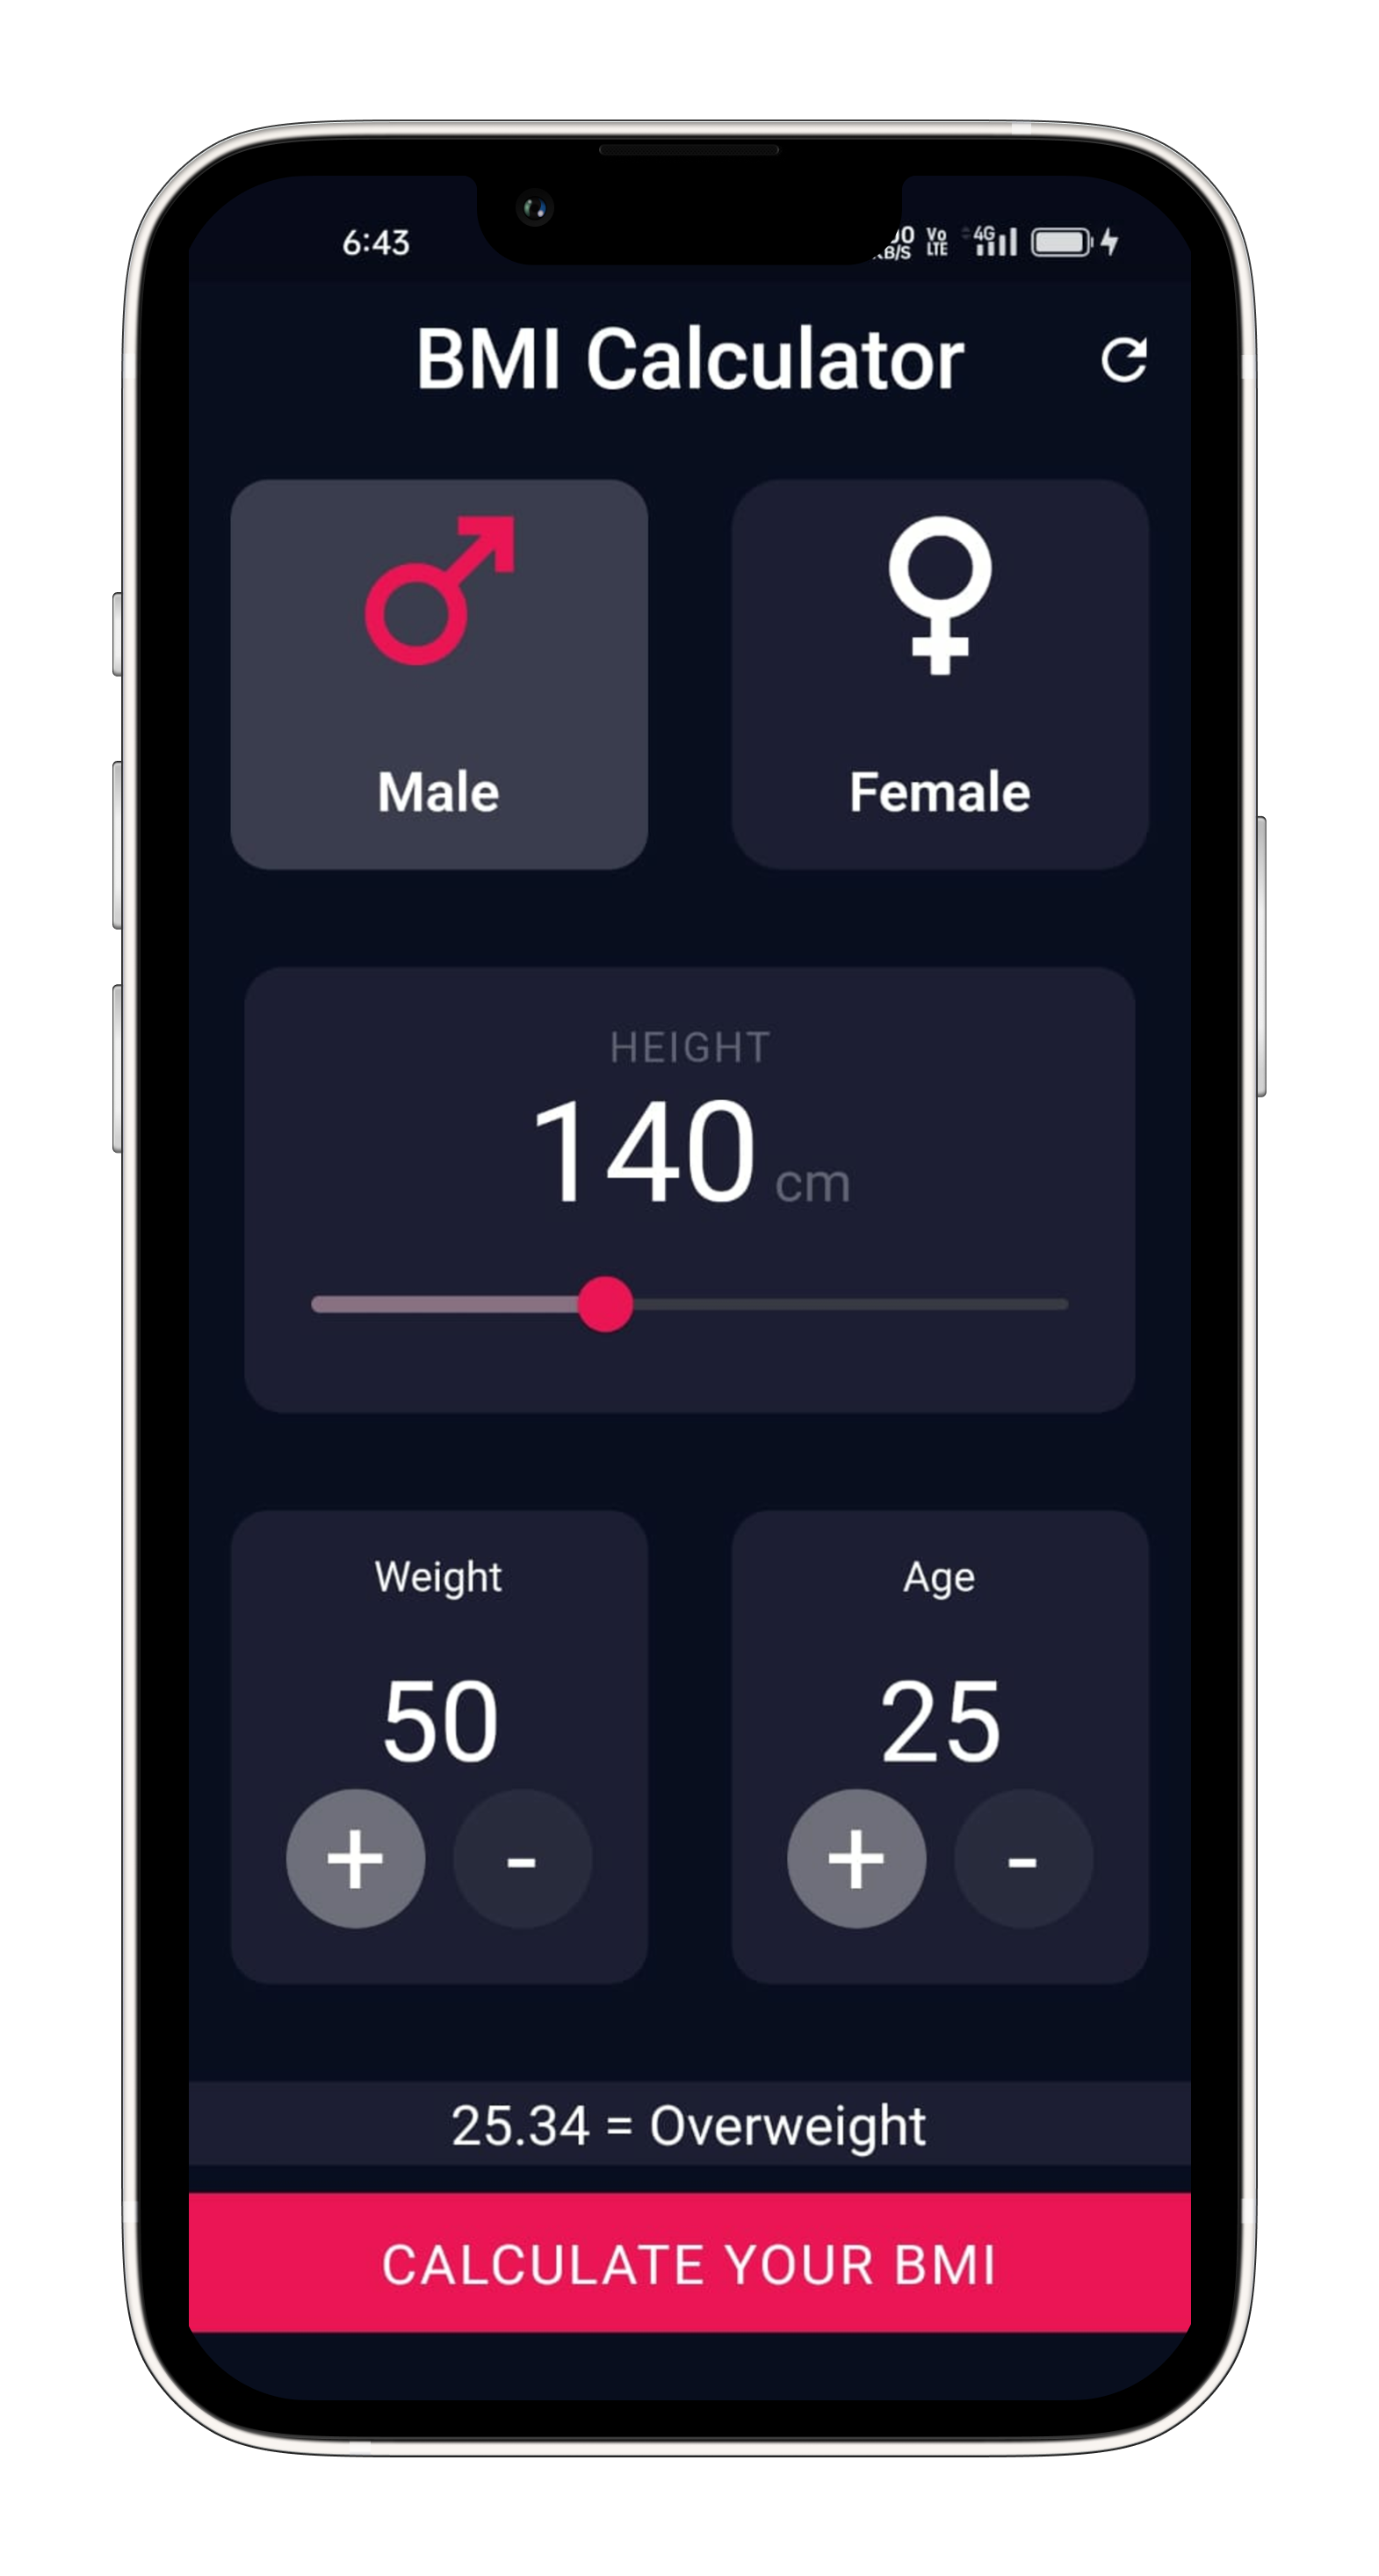 6:43
Vo
LTE
4G
BMI Calculator
Male
Female
HEIGHT
140 cm
Weight
Age
50
25
+ -
+ -
25.34 = Overweight
CALCULATE YOUR BMI